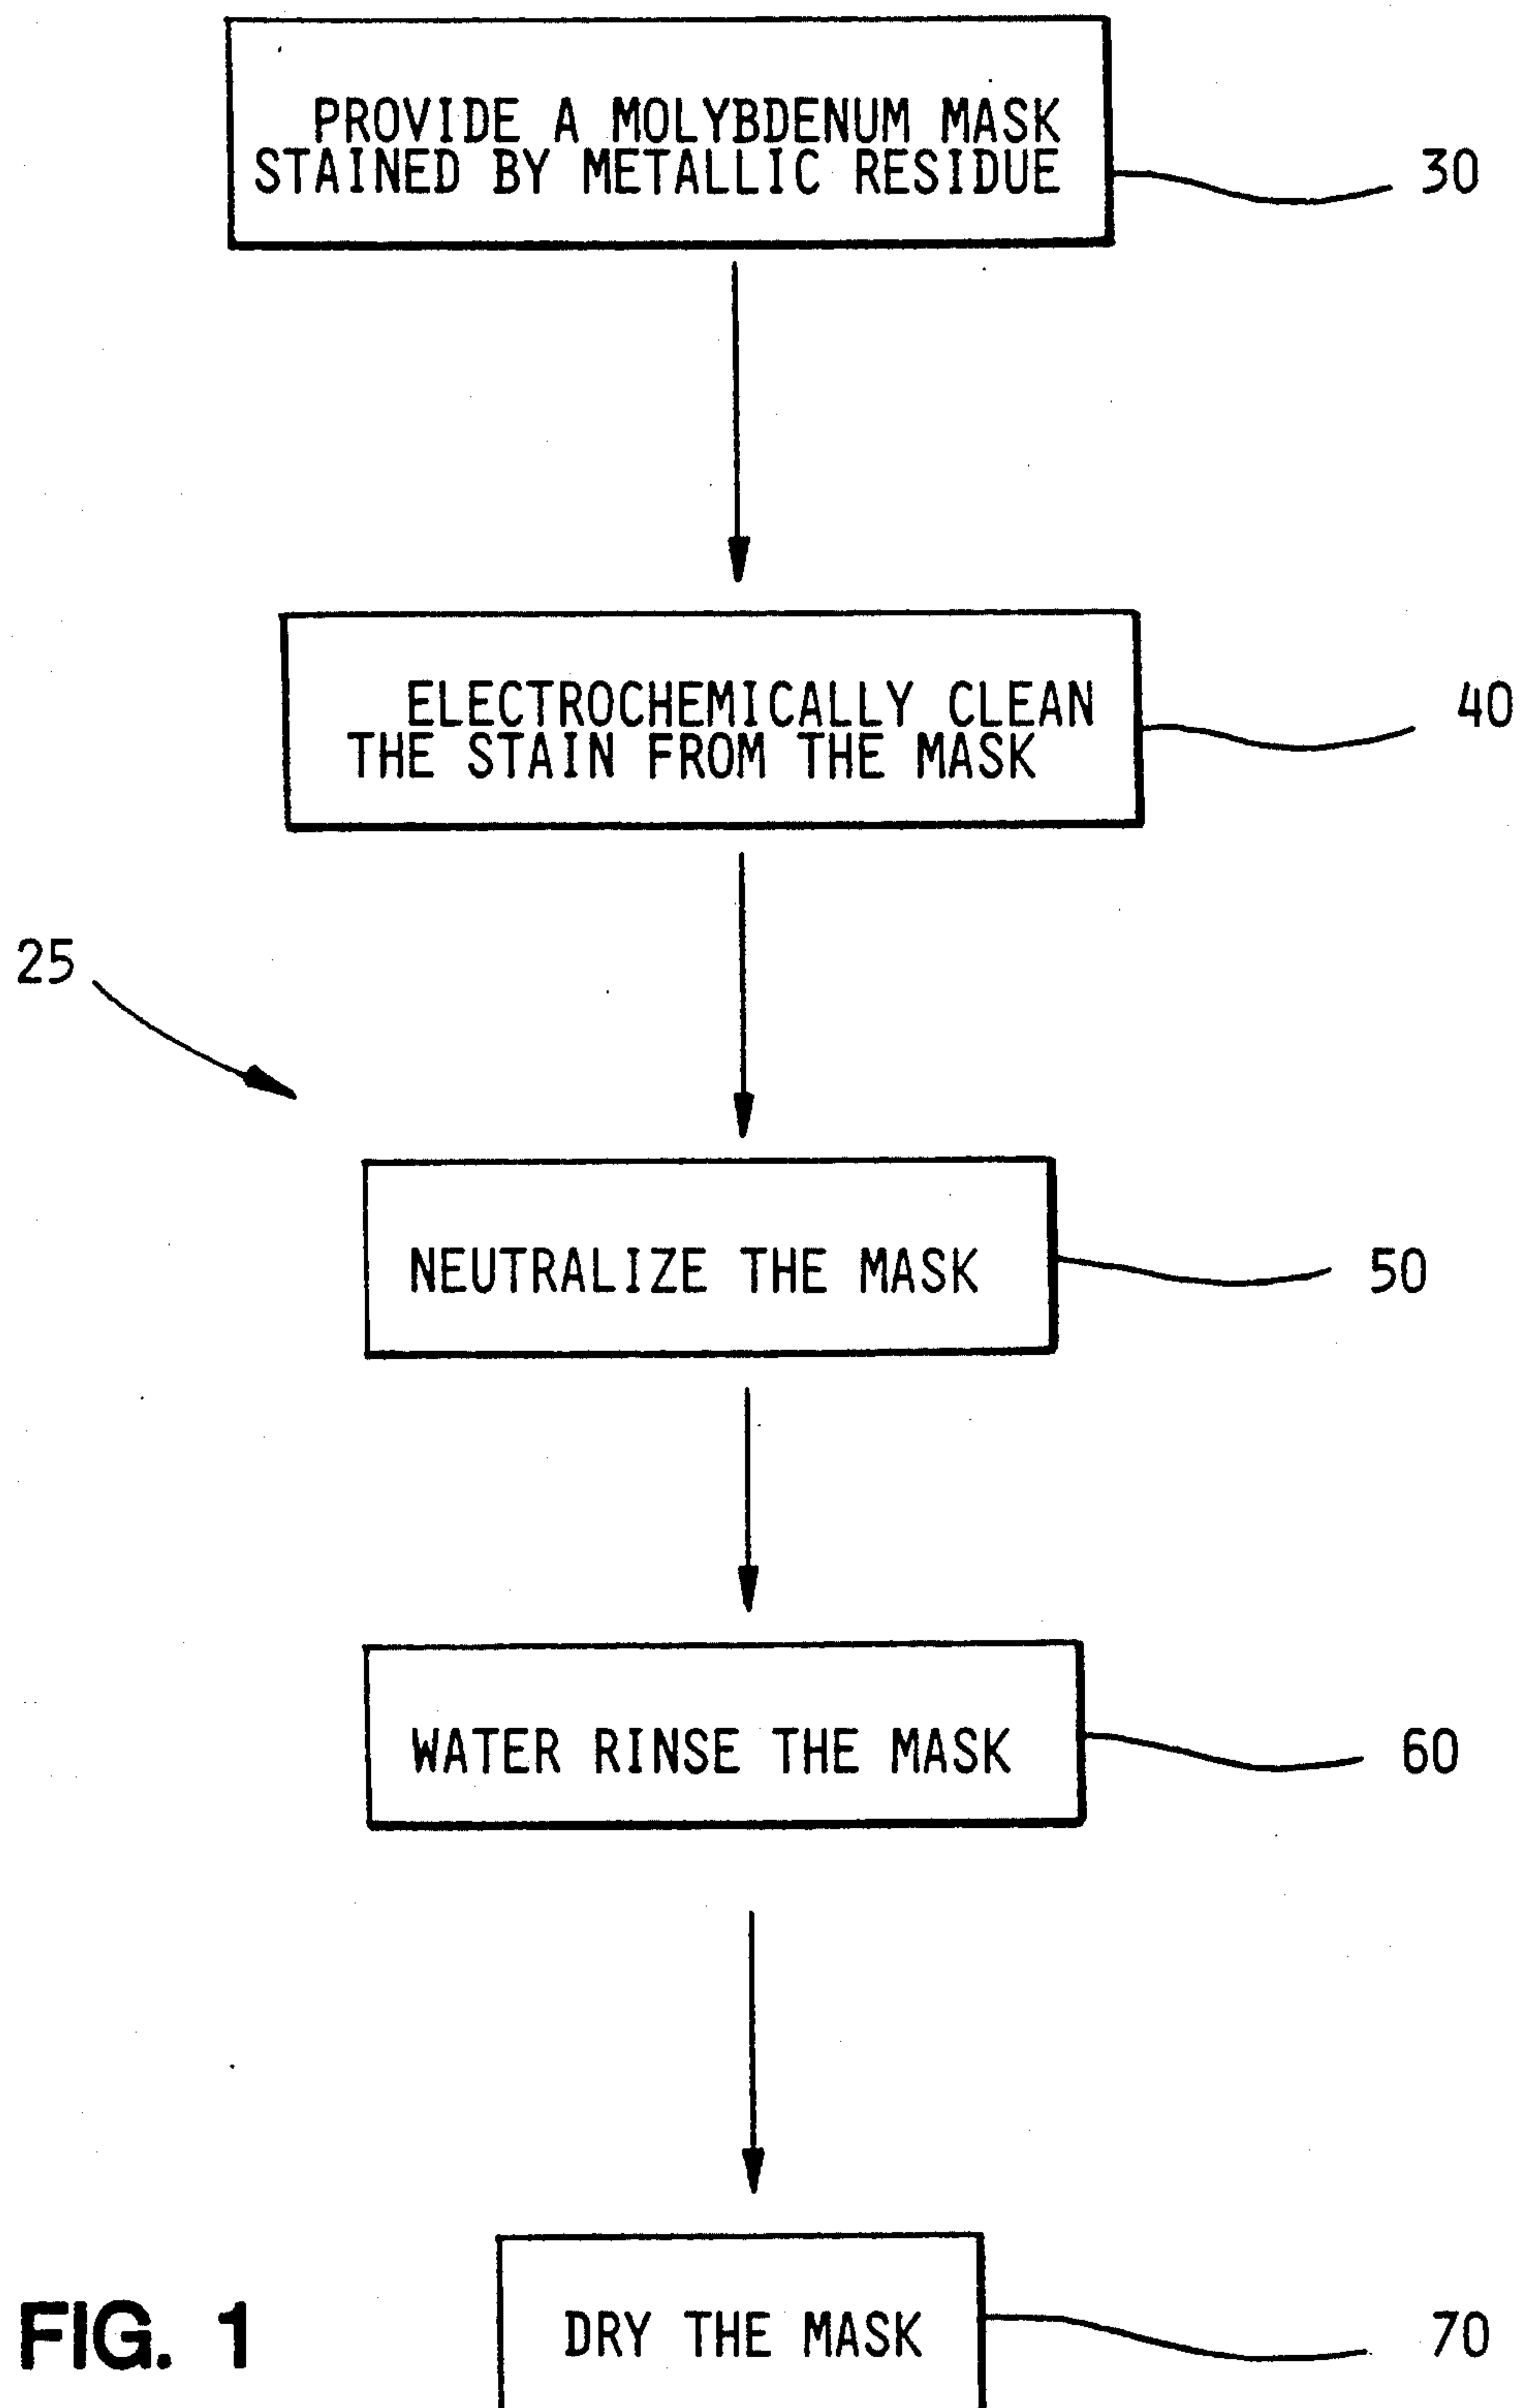 PROVIDE A MOLYBDENUM MASK
STAINED BY METALLIC RESIDUE
30
ELECTROCHEMICALLY CLEAN
THE STAIN FROM THE MASK
40
25
NEUTRALIZE THE MASK
50
WATER RINSE THE MASK
60
DRY THE MASK
70
FIG. 1